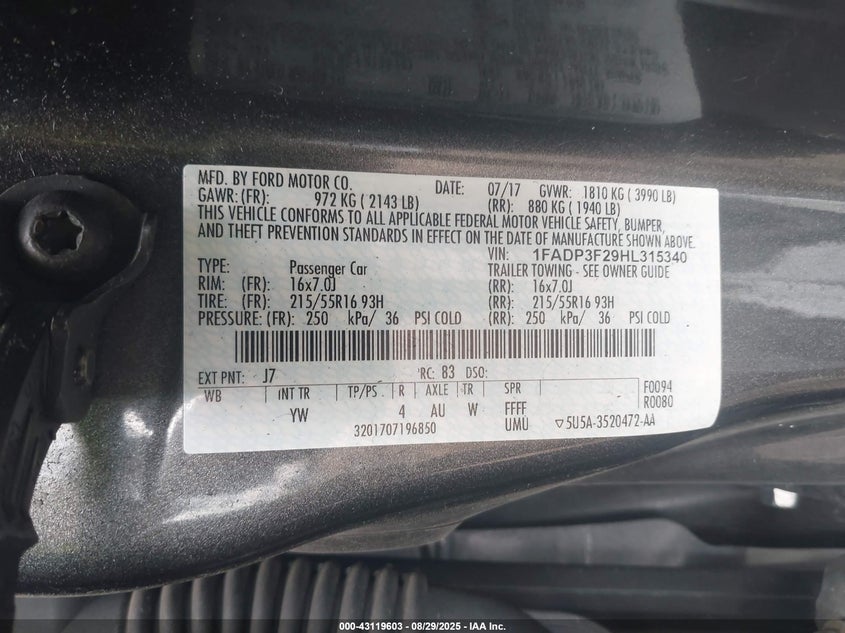 MFD. BY FORD MOTOR CO. DATE: 07/17 GVWR: 1810 KG ( 3990 LB)
GAWR: (FR): 972 KG ( 2143 LB) (RR): 880 KG ( 1940 LB)
THIS VEHICLE CONFORMS TO ALL APPLICABLE FEDERAL MOTOR VEHICLE SAFETY, BUMPER,
AND THEFT PREVENTION STANDARDS IN EFFECT ON THE DATE OF MANUFACTURE SHOWN ABOVE.
VIN: 1FADP3F29HL315340
TYPE: Passenger Car TRAILER TOWING - SEE OWNER GUIDE
RIM: (FR): 16x7.0J (RR): 16x7.0J
TIRE: (FR): 215/55R16 93H (RR): 215/55R16 93H
PRESSURE: (FR): 250 kPa/ 36 PSI COLD (RR): 250 kPa/ 36 PSI COLD
EXT PNT: J7 RC: 83 DSO: F0094
WB INT TR TP/PS R AXLE TR SPR R0080
YW 4 AU W FFFF
3201707196850 UMU ▽5U5A-3520472-AA
000-43119603 - 08/29/2025 - IAA Inc.